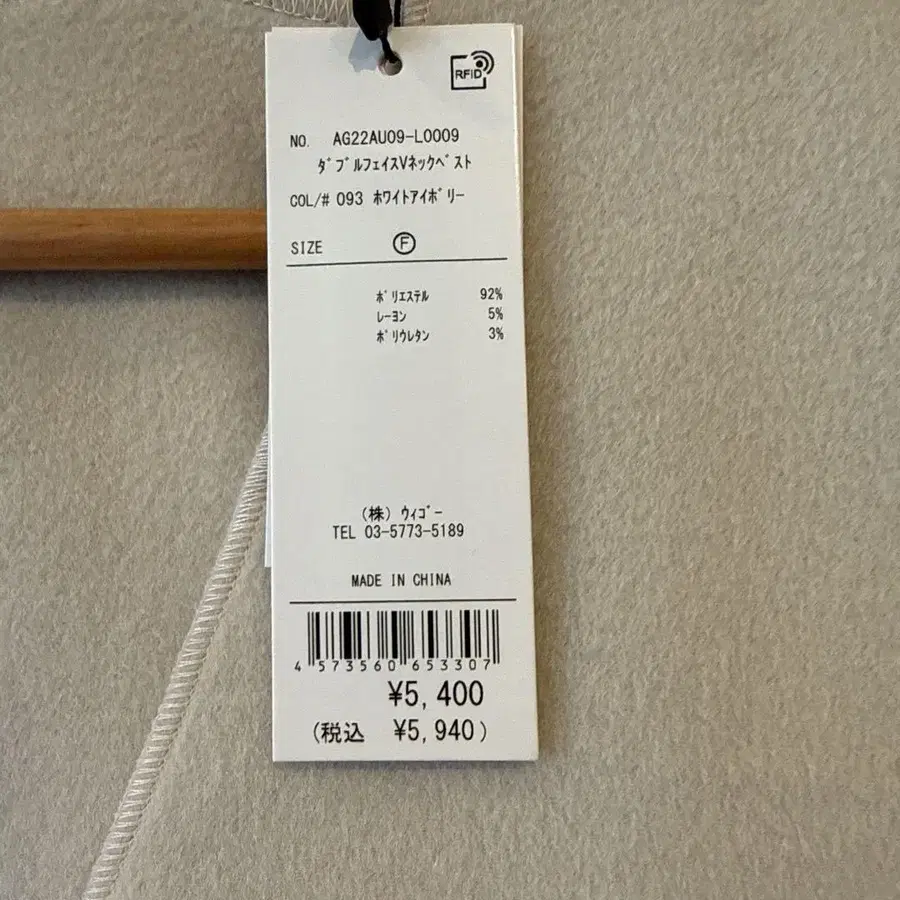 RFID
NO. AG22AU09-L0009
ﾀﾞﾌﾞﾙﾌｪｲｽVﾈｯｸﾍﾞｽﾄ
COL/# 093 ﾎﾜｲﾄｱｲﾎﾞﾘｰ
SIZE Ⓕ
ﾎﾟﾘｴｽﾃﾙ 92%
ﾚｰﾖﾝ 5%
ﾎﾟﾘｳﾚﾀﾝ 3%
(株) ｳｨｺﾞｰ
TEL 03-5773-5189
MADE IN CHINA
4 573560 653307
¥5,400
(税込 ¥5,940)